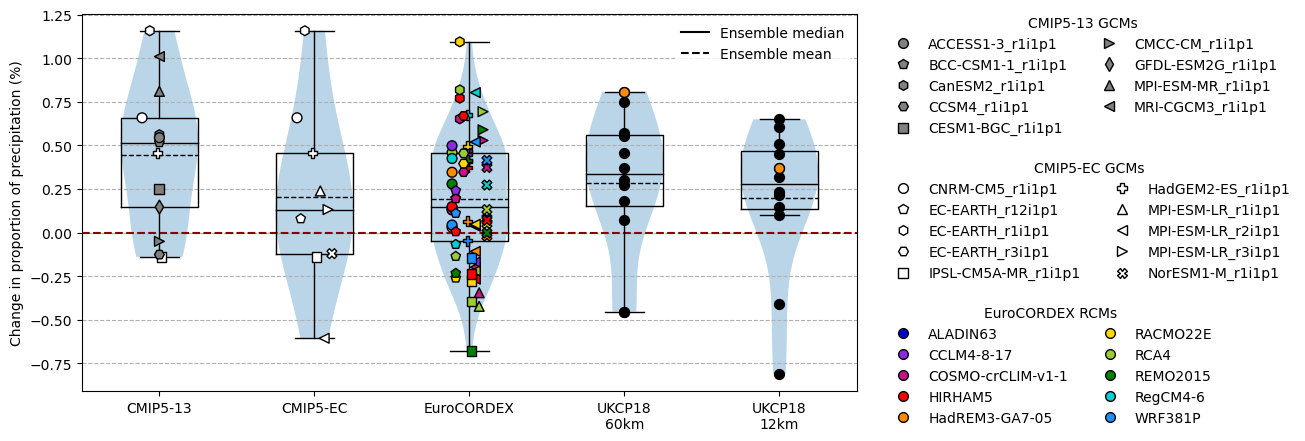 Change in proportion of precipitation (%)
1.25
1.00
0.75
0.50
0.25
0.00
−0.25
−0.50
−0.75
Ensemble median
Ensemble mean
CMIP5-13
CMIP5-EC
EuroCORDEX
UKCP18
60km
UKCP18
12km
CMIP5-13 GCMs
ACCESS1-3_r1i1p1
BCC-CSM1-1_r1i1p1
CanESM2_r1i1p1
CCSM4_r1i1p1
CESM1-BGC_r1i1p1
CMCC-CM_r1i1p1
GFDL-ESM2G_r1i1p1
MPI-ESM-MR_r1i1p1
MRI-CGCM3_r1i1p1
CMIP5-EC GCMs
CNRM-CM5_r1i1p1
EC-EARTH_r12i1p1
EC-EARTH_r1i1p1
EC-EARTH_r3i1p1
IPSL-CM5A-MR_r1i1p1
HadGEM2-ES_r1i1p1
MPI-ESM-LR_r1i1p1
MPI-ESM-LR_r2i1p1
MPI-ESM-LR_r3i1p1
NorESM1-M_r1i1p1
EuroCORDEX RCMs
ALADIN63
CCLM4-8-17
COSMO-crCLIM-v1-1
HIRHAM5
HadREM3-GA7-05
RACMO22E
RCA4
REMO2015
RegCM4-6
WRF381P